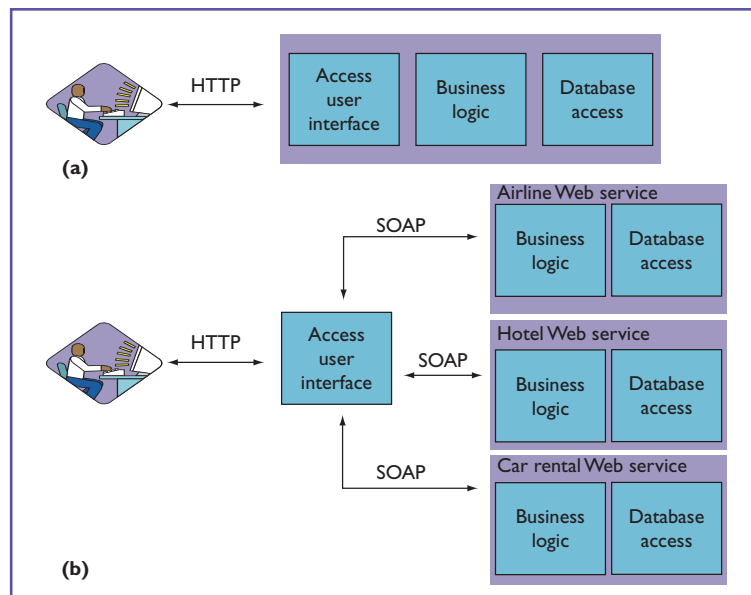 HTTP
Access
user
interface
Business
logic
Database
access
(a)
Airline Web service
SOAP
Business
logic
Database
access
HTTP
Access
user
interface
SOAP
Hotel Web service
Business
logic
Database
access
SOAP
Car rental Web service
Business
logic
Database
access
(b)